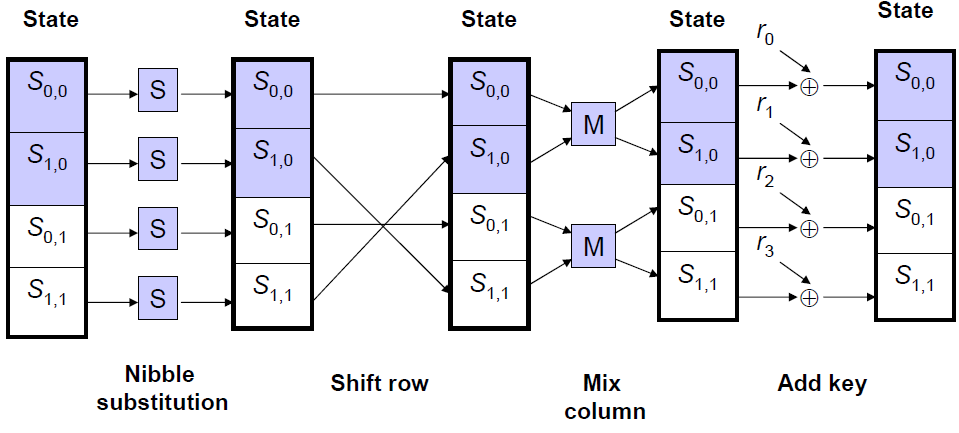 State State State State State
S0,0 S S0,0 S0,0 S0,0 r0 S0,0
S1,0 S S1,0 S1,0 M S1,0 r1 S1,0
S0,1 S S0,1 S0,1 S0,1 r2 S0,1
S1,1 S S1,1 S1,1 M S1,1 r3 S1,1
Nibble
substitution
Shift row
Mix
column
Add key